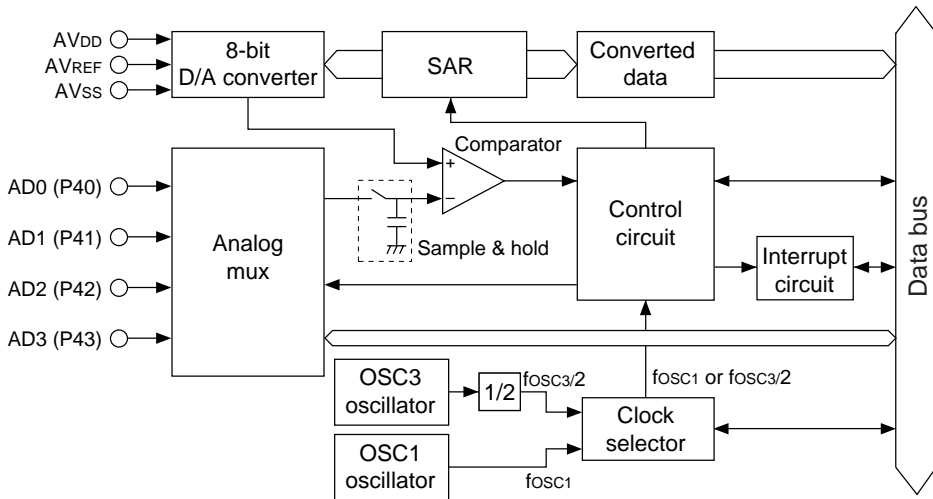 AVDD
AVREF
AVSS
8-bit
D/A converter
SAR
Converted
data
Comparator
+
−
AD0 (P40)
AD1 (P41)
AD2 (P42)
AD3 (P43)
Analog
mux
Sample & hold
Control
circuit
Interrupt
circuit
Data bus
OSC3
oscillator
1/2
fOSC3/2
fOSC1 or fOSC3/2
Clock
selector
OSC1
oscillator
fOSC1